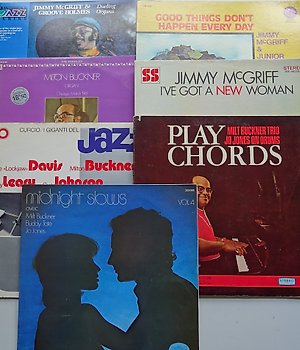 JAZZ
JIMMY McGRIFF &
GROOVE HOLMES
Dueling
Organs
GOOD THINGS DON'T
HAPPEN EVERY DAY
JIMMY
McGRIFF
& JUNIOR
MILTON BUCKNER
ORGAN
SS
JIMMY McGRIFF
I'VE GOT A NEW WOMAN
CURCIO: I GIGANTI DEL
Jazz
"Lockjaw" Davis
Milton Buckner
Leary
Johnson
PLAY
CHORDS
MILT BUCKNER TRIO
JO JONES ON DRUMS
midnight slows
avec
Milt Buckner
Buddy Tate
Jo Jones
VOL 4